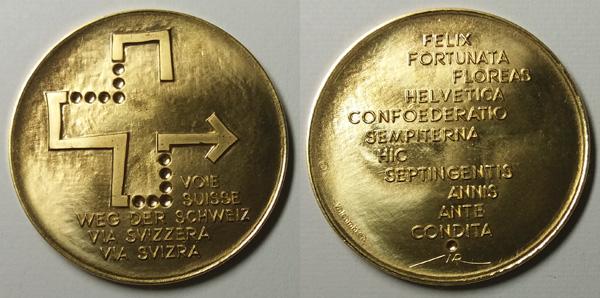 VOIE
SUISSE
WEG DER SCHWEIZ
VIA SVIZZERA
VIA SVIZRA
FELIX
FORTUNATA
FLOREAS
HELVETICA
CONFOEDERATIO
SEMPITERNA
HIC
SEPTINGENTIS
ANNIS
ANTE
CONDITA